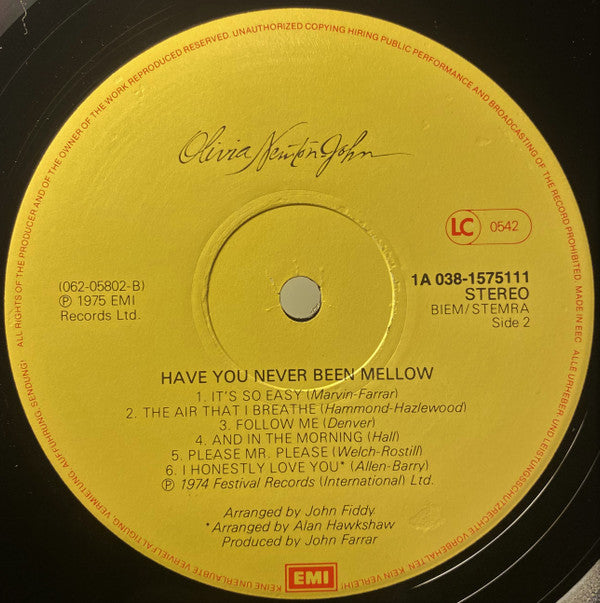 ALL RIGHTS OF THE PRODUCER AND OF THE OWNER OF THE WORK REPRODUCED RESERVED. UNAUTHORIZED COPYING HIRING PUBLIC PERFORMANCE AND BROADCASTING OF THE RECORD PROHIBITED. MADE IN EEC
Olivia Newton-John
LC 0542
(062-05802-B)
℗ 1975 EMI
Records Ltd.
1A 038-1575111
STEREO
BIEM/STEMRA
Side 2
HAVE YOU NEVER BEEN MELLOW
1. IT'S SO EASY (Marvin-Farrar)
2. THE AIR THAT I BREATHE (Hammond-Hazlewood)
3. FOLLOW ME (Denver)
4. AND IN THE MORNING (Hall)
5. PLEASE MR. PLEASE (Welch-Rostill)
6. I HONESTLY LOVE YOU* (Allen-Barry)
℗ 1974 Festival Records (International) Ltd.
Arranged by John Fiddy
*Arranged by Alan Hawkshaw
Produced by John Farrar
EMI
ALLE URHEBER- UND LEISTUNGSSCHUTZRECHTE VORBEHALTEN. KEIN VERLEIH! KEINE UNERLAUBTE VERVIELFÄLTIGUNG, VERMIETUNG, AUFFÜHRUNG, SENDUNG!